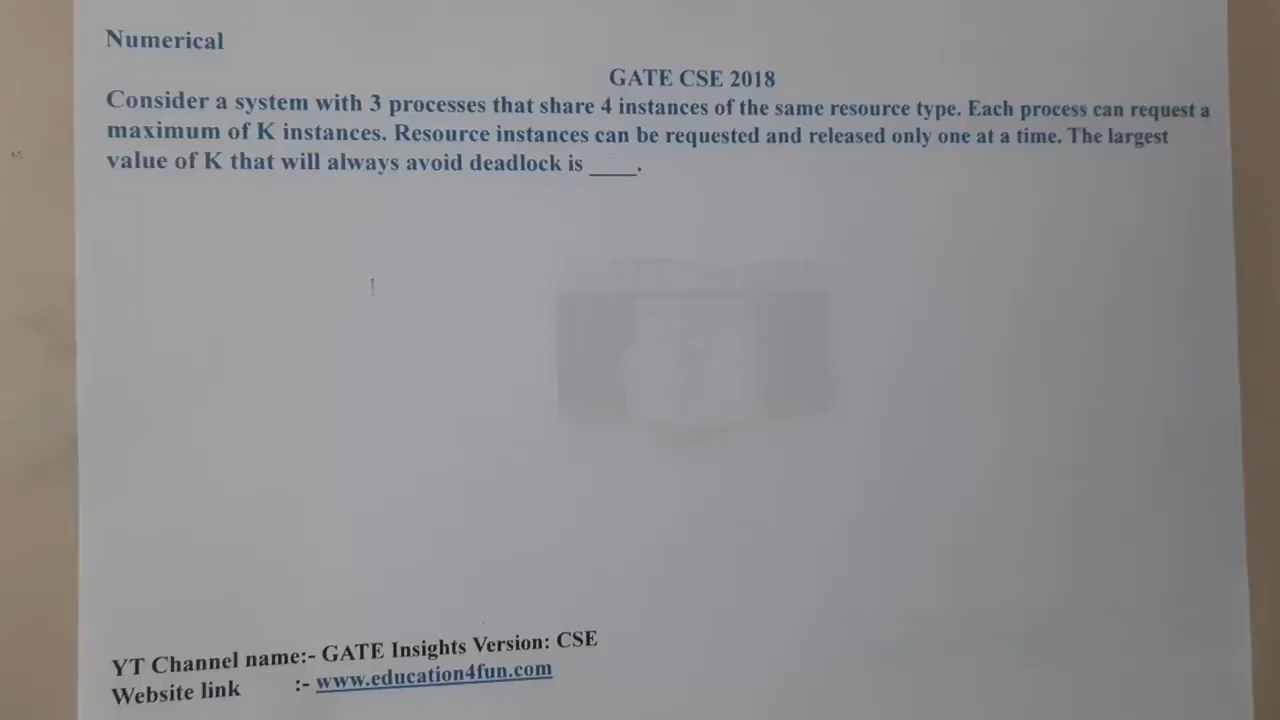 Numerical
GATE CSE 2018
Consider a system with 3 processes that share 4 instances of the same resource type. Each process can request a
maximum of K instances. Resource instances can be requested and released only one at a time. The largest
value of K that will always avoid deadlock is ____.
YT Channel name:- GATE Insights Version: CSE
Website link :- www.education4fun.com